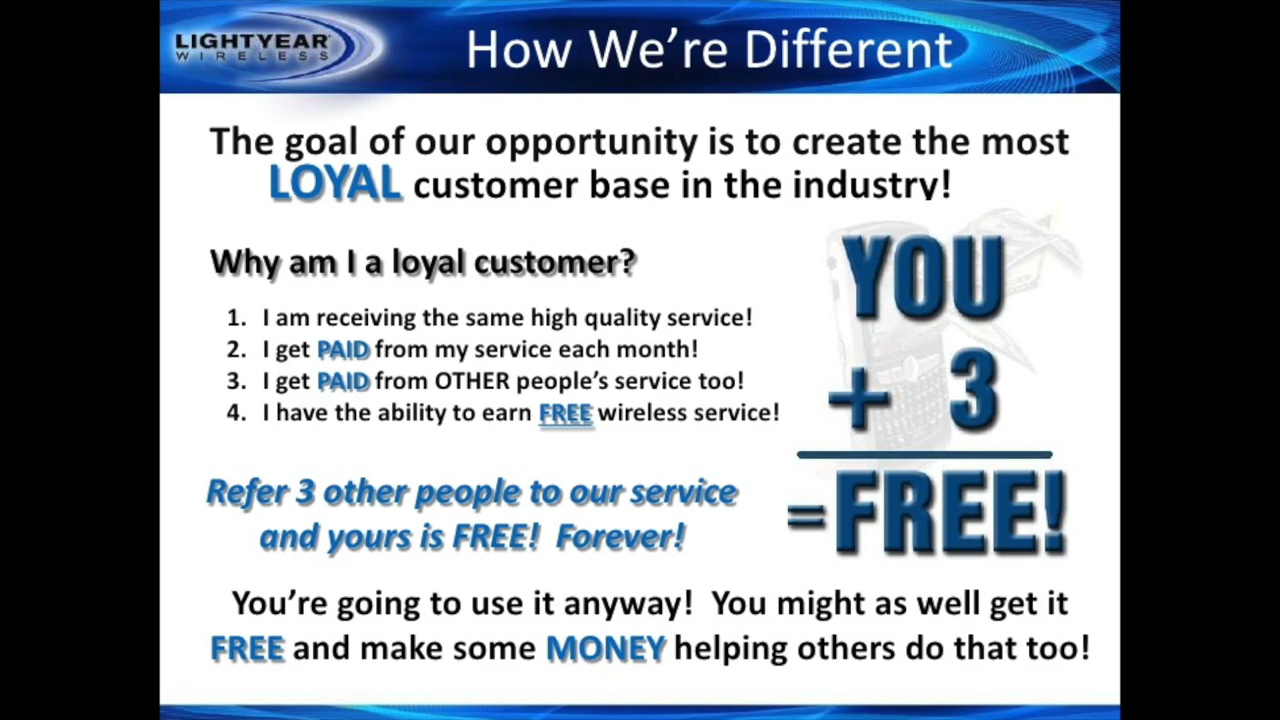 LIGHTYEAR
WIRELESS
How We're Different
The goal of our opportunity is to create the most
LOYAL customer base in the industry!
Why am I a loyal customer?
1. I am receiving the same high quality service!
2. I get PAID from my service each month!
3. I get PAID from OTHER people's service too!
4. I have the ability to earn FREE wireless service!
YOU
+ 3
=FREE!
Refer 3 other people to our service
and yours is FREE! Forever!
You're going to use it anyway! You might as well get it
FREE and make some MONEY helping others do that too!